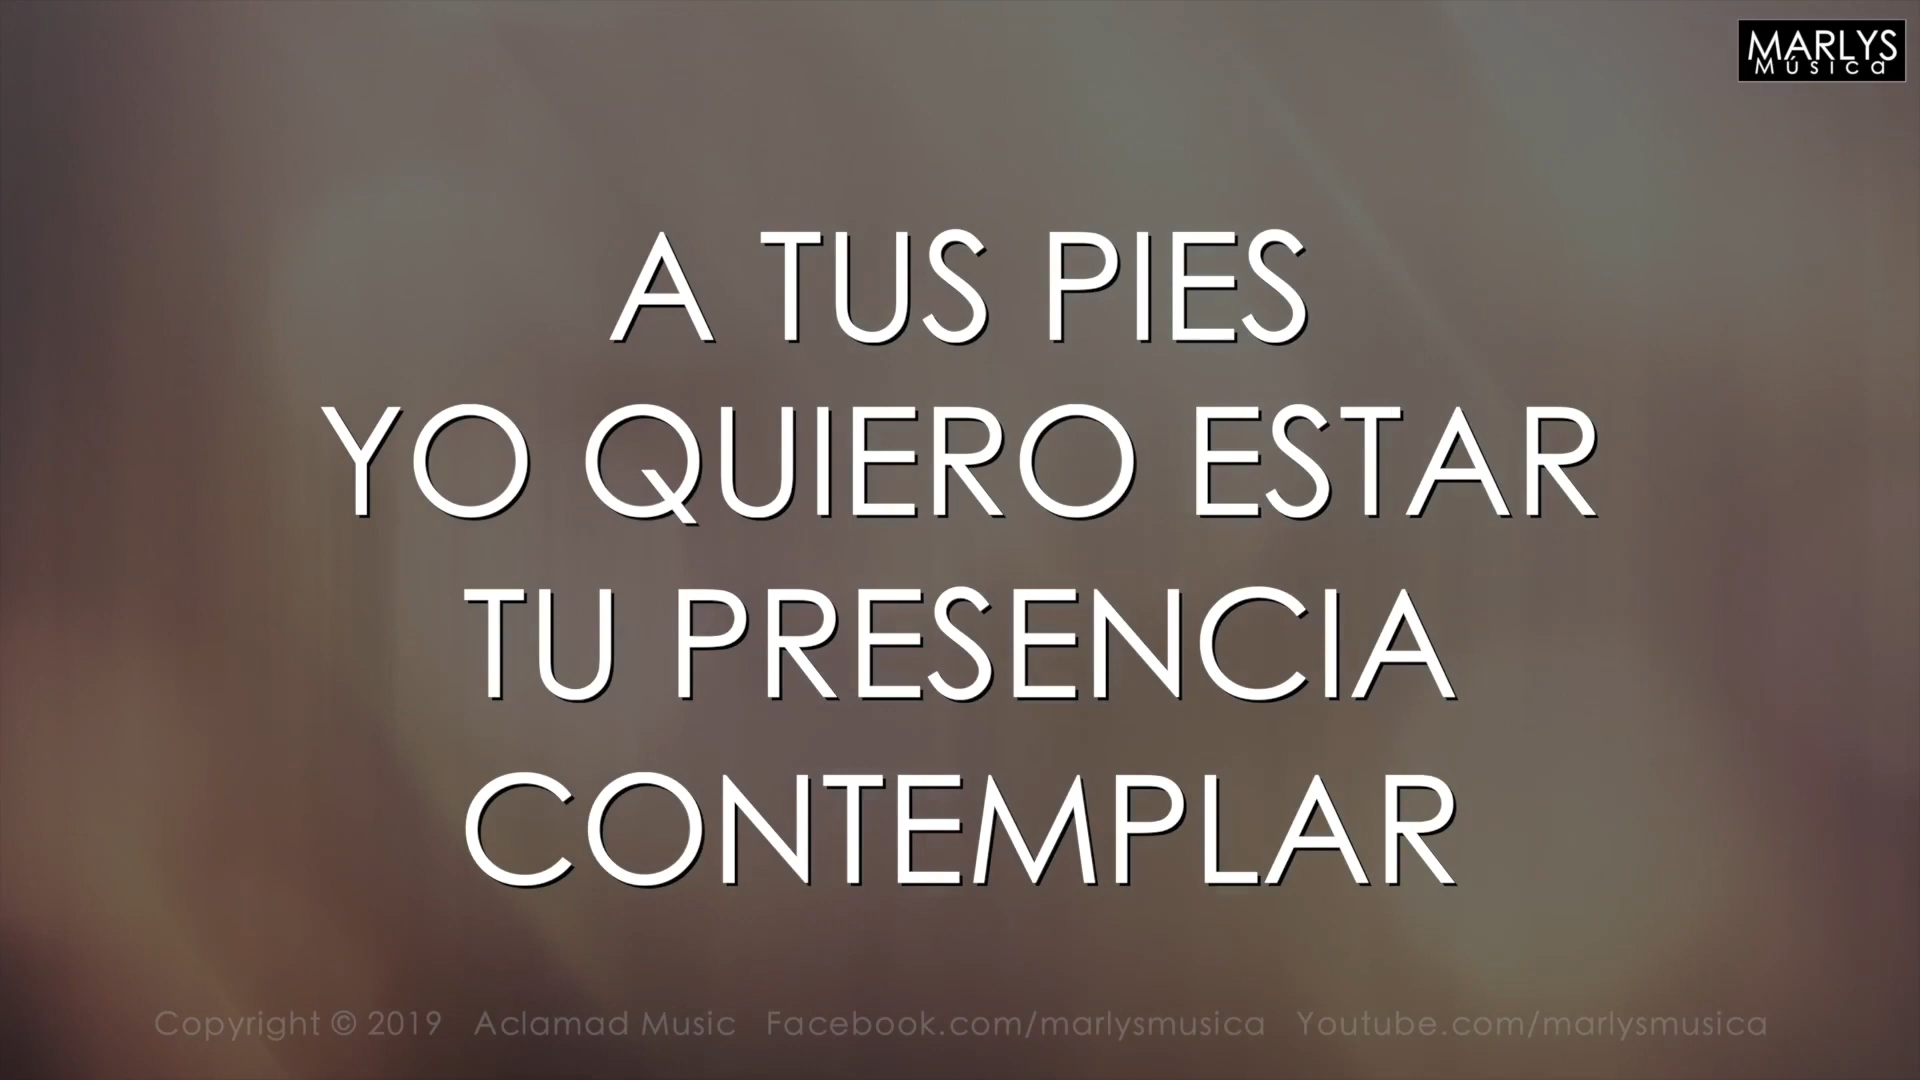 MARLYS
Música
A TUS PIES
YO QUIERO ESTAR
TU PRESENCIA
CONTEMPLAR
Copyright © 2019 Aclamad Music Facebook.com/marlysmusica Youtube.com/marlysmusica